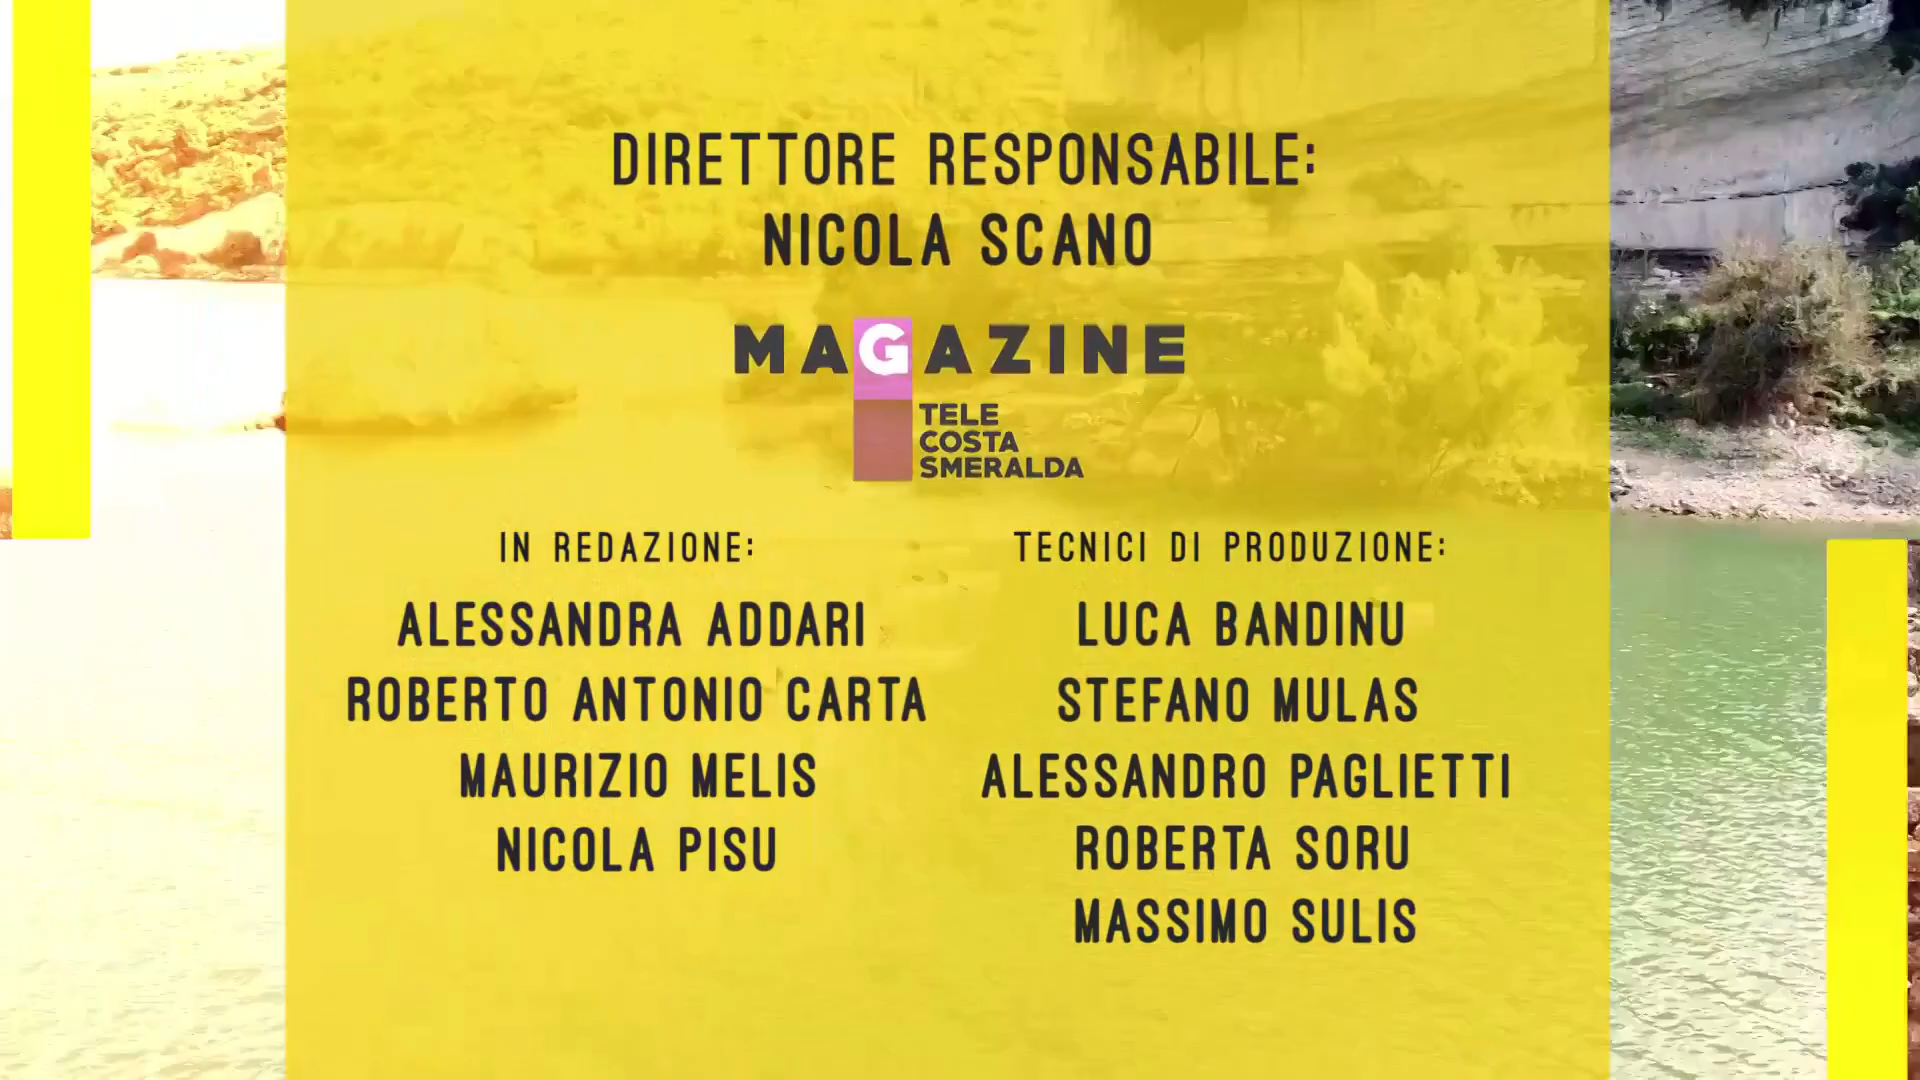 DIRETTORE RESPONSABILE:
NICOLA SCANO
MAGAZINE
TELE
COSTA
SMERALDA
IN REDAZIONE:
ALESSANDRA ADDARI
ROBERTO ANTONIO CARTA
MAURIZIO MELIS
NICOLA PISU
TECNICI DI PRODUZIONE:
LUCA BANDINU
STEFANO MULAS
ALESSANDRO PAGLIETTI
ROBERTA SORU
MASSIMO SULIS